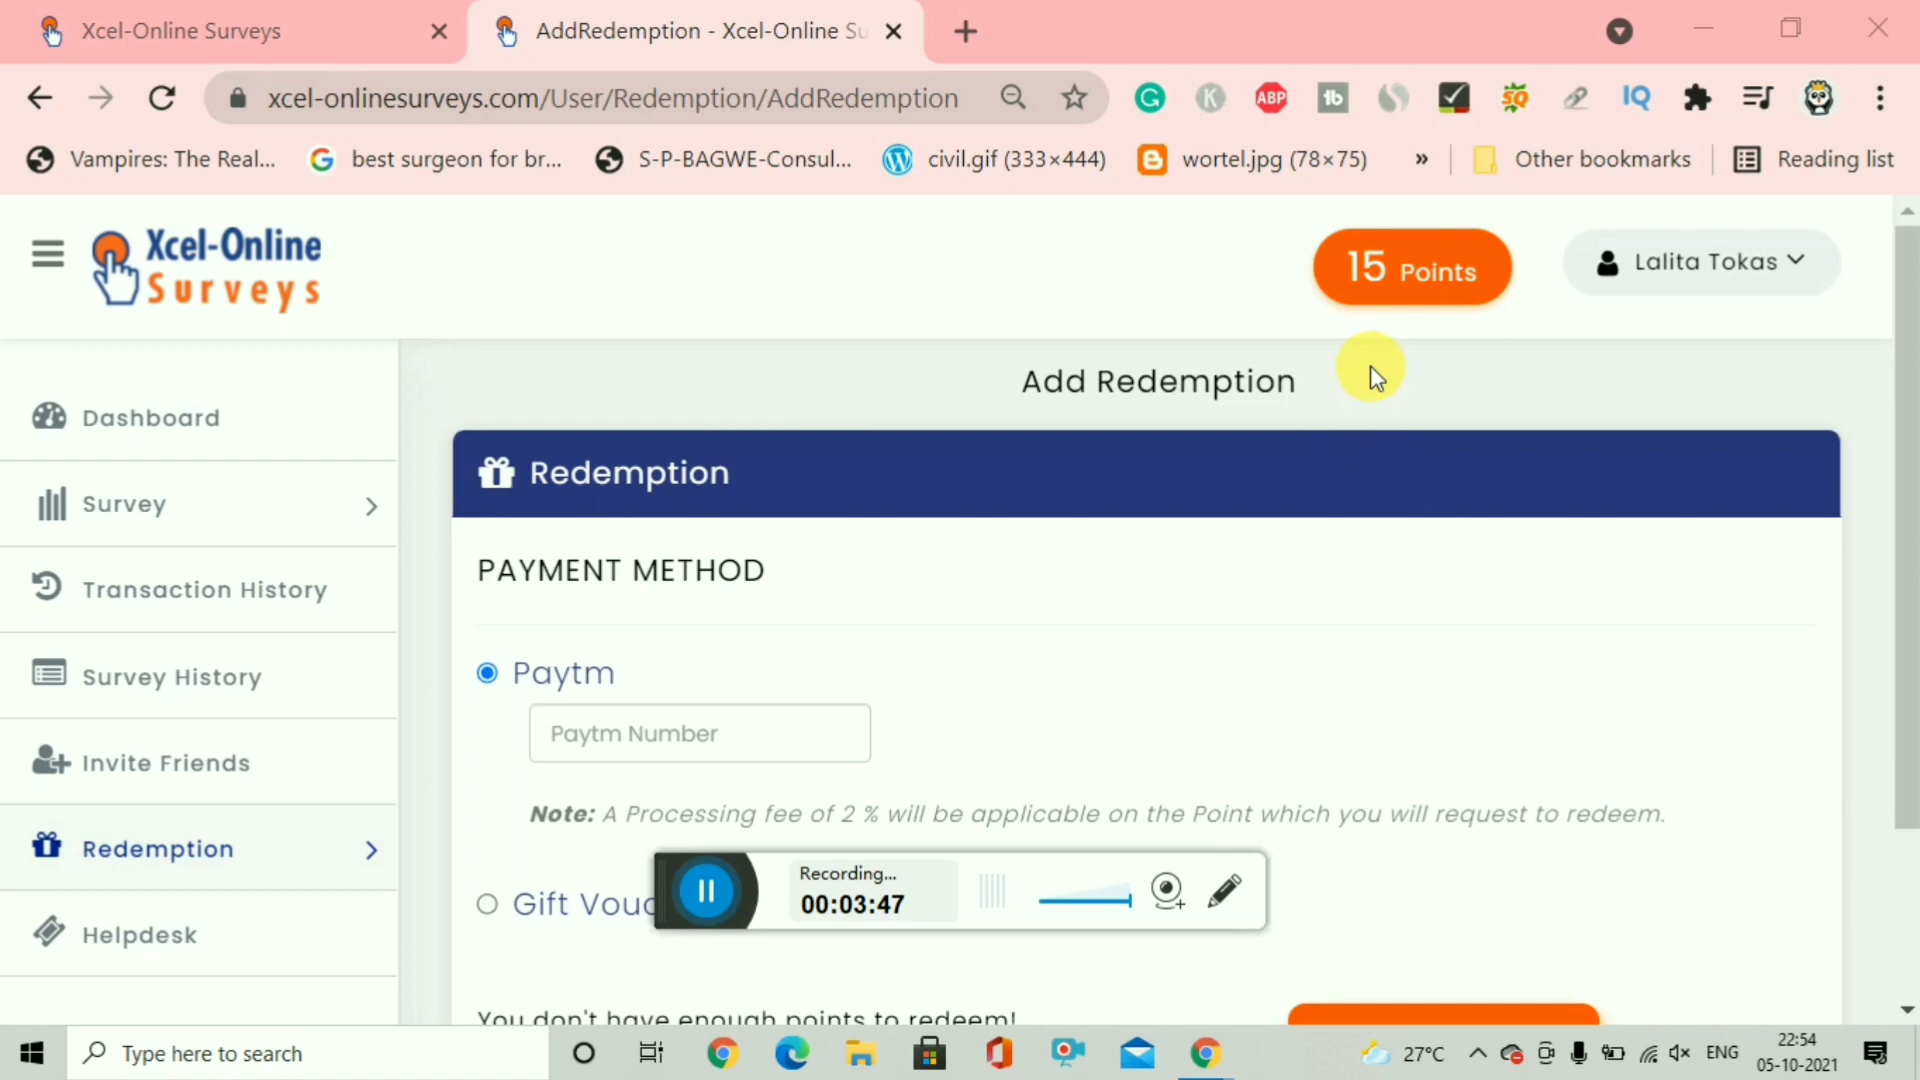 Xcel-Online Surveys
AddRedemption - Xcel-Online Su
xcel-onlinesurveys.com/User/Redemption/AddRedemption
G K ABP tb SQ IQ
Vampires: The Real...
best surgeon for br...
S-P-BAGWE-Consul...
civil.gif (333×444)
wortel.jpg (78×75)
»
Other bookmarks
Reading list
Xcel-Online
Surveys
15 Points
Lalita Tokas
Add Redemption
Dashboard
Survey
Transaction History
Survey History
Invite Friends
Redemption
Helpdesk
Redemption
PAYMENT METHOD
Paytm
Paytm Number
Note: A Processing fee of 2 % will be applicable on the Point which you will request to redeem.
Gift Vouc
Recording...
00:03:47
You don't have enough points to redeem!
Type here to search
27°C
ENG
22:54
05-10-2021